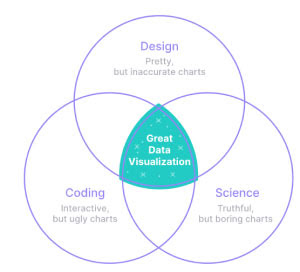 Design
Pretty,
but inaccurate charts
Great
Data
Visualization
Coding
Interactive,
but ugly charts
Science
Truthful,
but boring charts